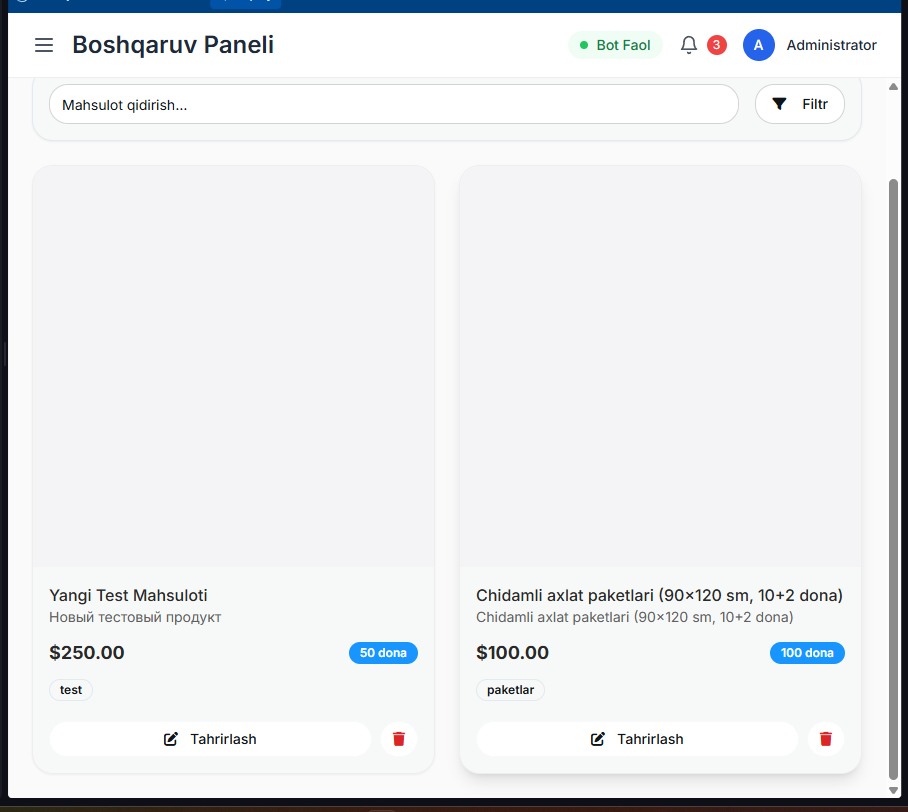 Boshqaruv Paneli
Bot Faol
3
A
Administrator
Mahsulot qidirish...
Filtr
Yangi Test Mahsuloti
Новый тестовый продукт
$250.00
50 dona
test
Tahrirlash
Chidamli axlat paketlari (90×120 sm, 10+2 dona)
Chidamli axlat paketlari (90×120 sm, 10+2 dona)
$100.00
100 dona
paketlar
Tahrirlash